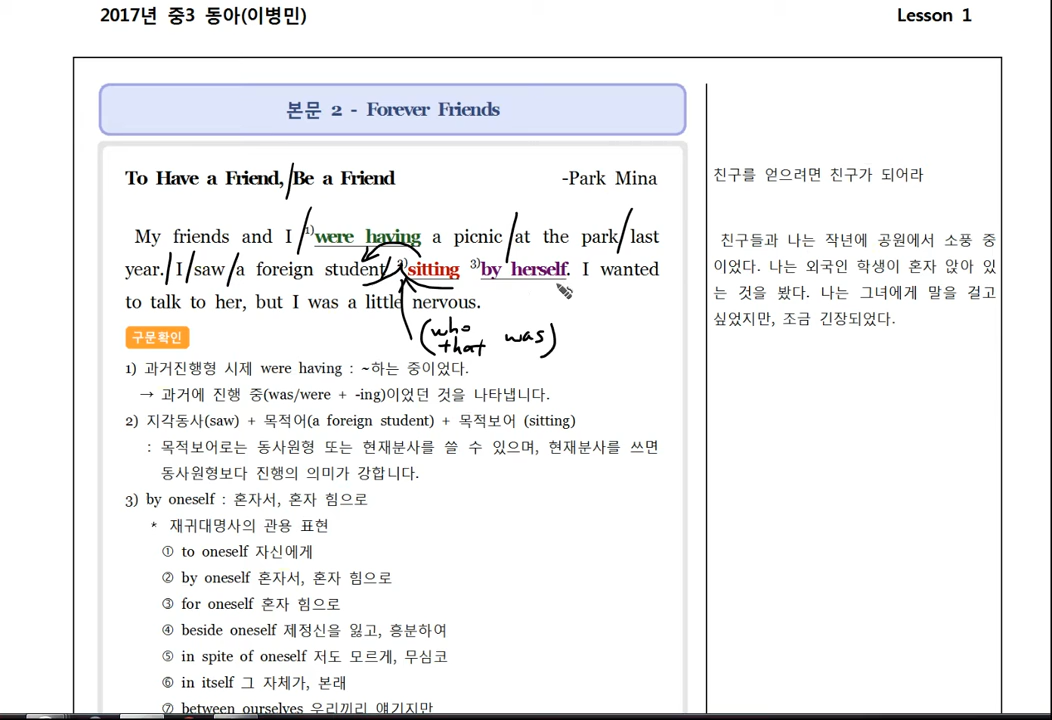 2017년 중3 동아(이병민)
Lesson 1
본문 2 - Forever Friends
To Have a Friend, Be a Friend -Park Mina
My friends and I 1)were having a picnic at the park last
year. I saw a foreign student 2)sitting 3)by herself. I wanted
to talk to her, but I was a little nervous.
(who
that was)
구문확인
1) 과거진행형 시제 were having : ~하는 중이었다.
→ 과거에 진행 중(was/were + -ing)이었던 것을 나타냅니다.
2) 지각동사(saw) + 목적어(a foreign student) + 목적보어 (sitting)
: 목적보어로는 동사원형 또는 현재분사를 쓸 수 있으며, 현재분사를 쓰면
동사원형보다 진행의 의미가 강합니다.
3) by oneself : 혼자서, 혼자 힘으로
* 재귀대명사의 관용 표현
① to oneself 자신에게
② by oneself 혼자서, 혼자 힘으로
③ for oneself 혼자 힘으로
④ beside oneself 제정신을 잃고, 흥분하여
⑤ in spite of oneself 저도 모르게, 무심코
⑥ in itself 그 자체가, 본래
⑦ between ourselves 우리끼리 얘기지만
친구를 얻으려면 친구가 되어라
친구들과 나는 작년에 공원에서 소풍 중
이었다. 나는 외국인 학생이 혼자 앉아 있
는 것을 봤다. 나는 그녀에게 말을 걸고
싶었지만, 조금 긴장되었다.